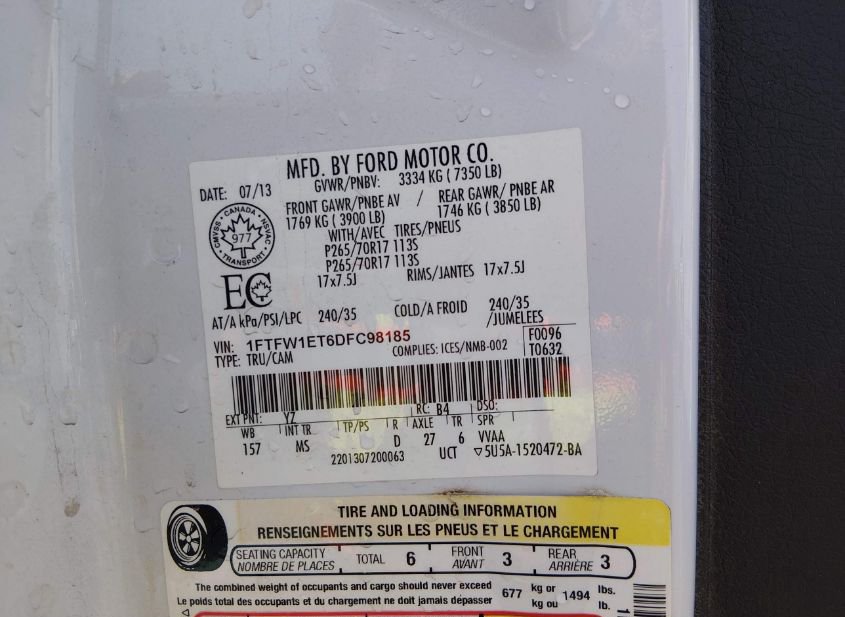 MFD. BY FORD MOTOR CO.
DATE: 07/13
GVWR/PNBV: 3334 KG ( 7350 LB)
FRONT GAWR/ PNBE AV / REAR GAWR/ PNBE AR
1769 KG ( 3900 LB) 1746 KG ( 3850 LB)
WITH/AVEC TIRES/PNEUS
P265/70R17 113S
P265/70R17 113S
17x7.5J RIMS/JANTES 17x7.5J
CMVSS · CANADA · NSVAC
977
TRANSPORT
EC
AT/A kPa/PSI/LPC 240/35 COLD/A FROID 240/35
/JUMELEES
VIN: 1FTFW1ET6DFC98185
TYPE: TRU/CAM COMPLIES: ICES/NMB-002
F0096
T0632
EXT PNT: YZ RC: B4 DSO:
WB INT TR TP/PS R AXLE TR SPR
157 MS D 27 6 VVAA
2201307200063 UCT ▽5U5A-1520472-BA
TIRE AND LOADING INFORMATION
RENSEIGNEMENTS SUR LES PNEUS ET LE CHARGEMENT
SEATING CAPACITY
NOMBRE DE PLACES
TOTAL 6
FRONT
AVANT 3
REAR
ARRIÈRE 3
The combined weight of occupants and cargo should never exceed 677 kg or 1494 lbs.
Le poids total des occupants et du chargement ne doit jamais dépasser kg ou lb.